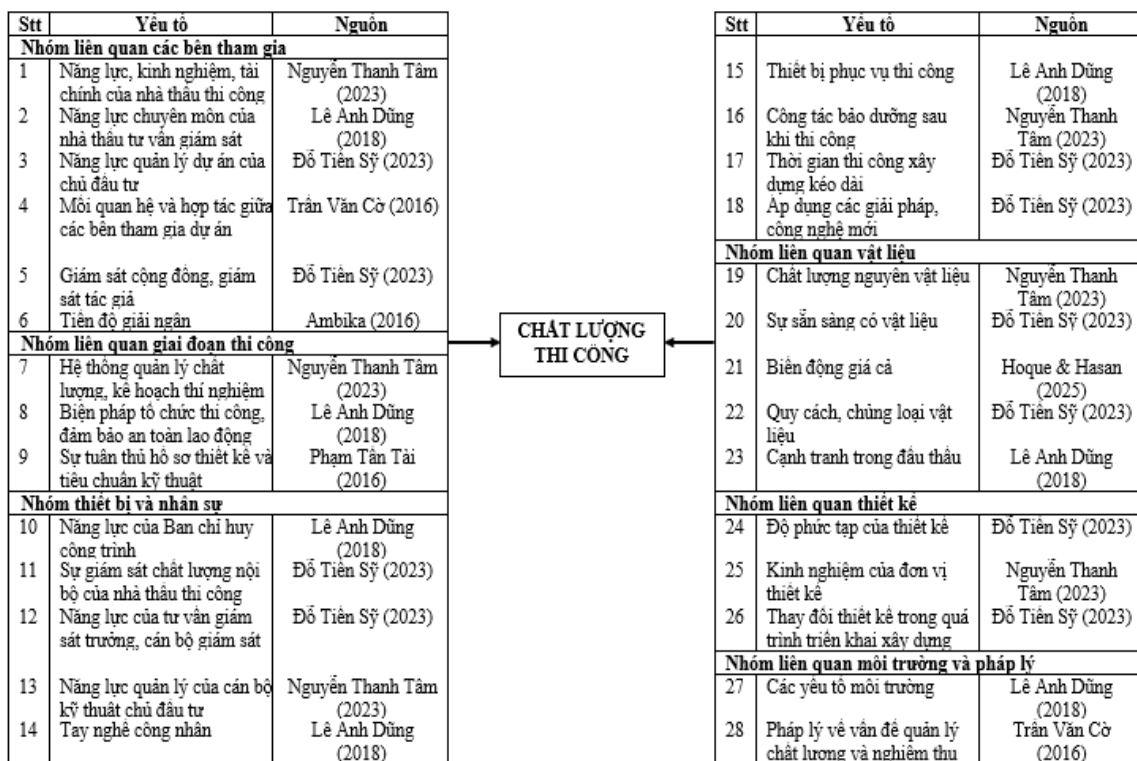 Stt Yếu tố Nguồn
Nhóm liên quan các bên tham gia
1 Năng lực, kinh nghiệm, tài Nguyễn Thanh Tâm
chính của nhà thầu thi công (2023)
2 Năng lực chuyên môn của Lê Anh Dũng
nhà thầu tư vấn giám sát (2018)
3 Năng lực quản lý dự án của Đỗ Tiến Sỹ (2023)
chủ đầu tư
4 Mối quan hệ và hợp tác giữa Trần Văn Cờ (2016)
các bên tham gia dự án
5 Giám sát cộng đồng, giám Đỗ Tiến Sỹ (2023)
sát tác giả
6 Tiến độ giải ngân Ambika (2016)
Nhóm liên quan giai đoạn thi công
7 Hệ thống quản lý chất Nguyễn Thanh Tâm
lượng, kế hoạch thí nghiệm (2023)
8 Biện pháp tổ chức thi công, Lê Anh Dũng
đảm bảo an toàn lao động (2018)
9 Sự tuân thủ hồ sơ thiết kế và Phạm Tấn Tài
tiêu chuẩn kỹ thuật (2016)
Nhóm thiết bị và nhân sự
10 Năng lực của Ban chỉ huy Lê Anh Dũng
công trình (2018)
11 Sự giám sát chất lượng nội Đỗ Tiến Sỹ (2023)
bộ của nhà thầu thi công
12 Năng lực của tư vấn giám Đỗ Tiến Sỹ (2023)
sát trưởng, cán bộ giám sát
13 Năng lực quản lý của cán bộ Nguyễn Thanh Tâm
kỹ thuật chủ đầu tư (2023)
14 Tay nghề công nhân Lê Anh Dũng
(2018)
CHẤT LƯỢNG
THI CÔNG
Stt Yếu tố Nguồn
15 Thiết bị phục vụ thi công Lê Anh Dũng
(2018)
16 Công tác bảo dưỡng sau Nguyễn Thanh
khi thi công Tâm (2023)
17 Thời gian thi công xây Đỗ Tiến Sỹ (2023)
dựng kéo dài
18 Áp dụng các giải pháp, Đỗ Tiến Sỹ (2023)
công nghệ mới
Nhóm liên quan vật liệu
19 Chất lượng nguyên vật liệu Nguyễn Thanh
Tâm (2023)
20 Sự sẵn sàng có vật liệu Đỗ Tiến Sỹ (2023)
21 Biến động giá cả Hoque & Hasan
(2025)
22 Quy cách, chủng loại vật Đỗ Tiến Sỹ (2023)
liệu
23 Cạnh tranh trong đấu thầu Lê Anh Dũng
(2018)
Nhóm liên quan thiết kế
24 Độ phức tạp của thiết kế Đỗ Tiến Sỹ (2023)
25 Kinh nghiệm của đơn vị Nguyễn Thanh
thiết kế Tâm (2023)
26 Thay đổi thiết kế trong quá Đỗ Tiến Sỹ (2023)
trình triển khai xây dựng
Nhóm liên quan môi trường và pháp lý
27 Các yếu tố môi trường Lê Anh Dũng
(2018)
28 Pháp lý về vấn đề quản lý Trần Văn Cờ
chất lượng và nghiệm thu (2016)